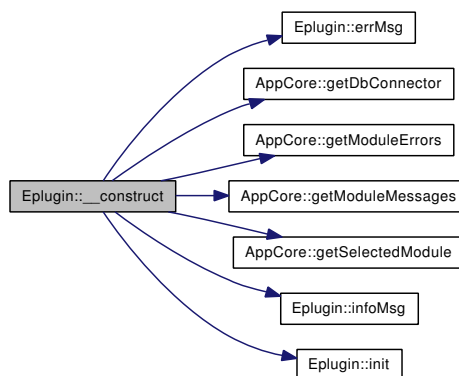 Eplugin::errMsg
AppCore::getDbConnector
AppCore::getModuleErrors
Eplugin::__construct
AppCore::getModuleMessages
AppCore::getSelectedModule
Eplugin::infoMsg
Eplugin::init